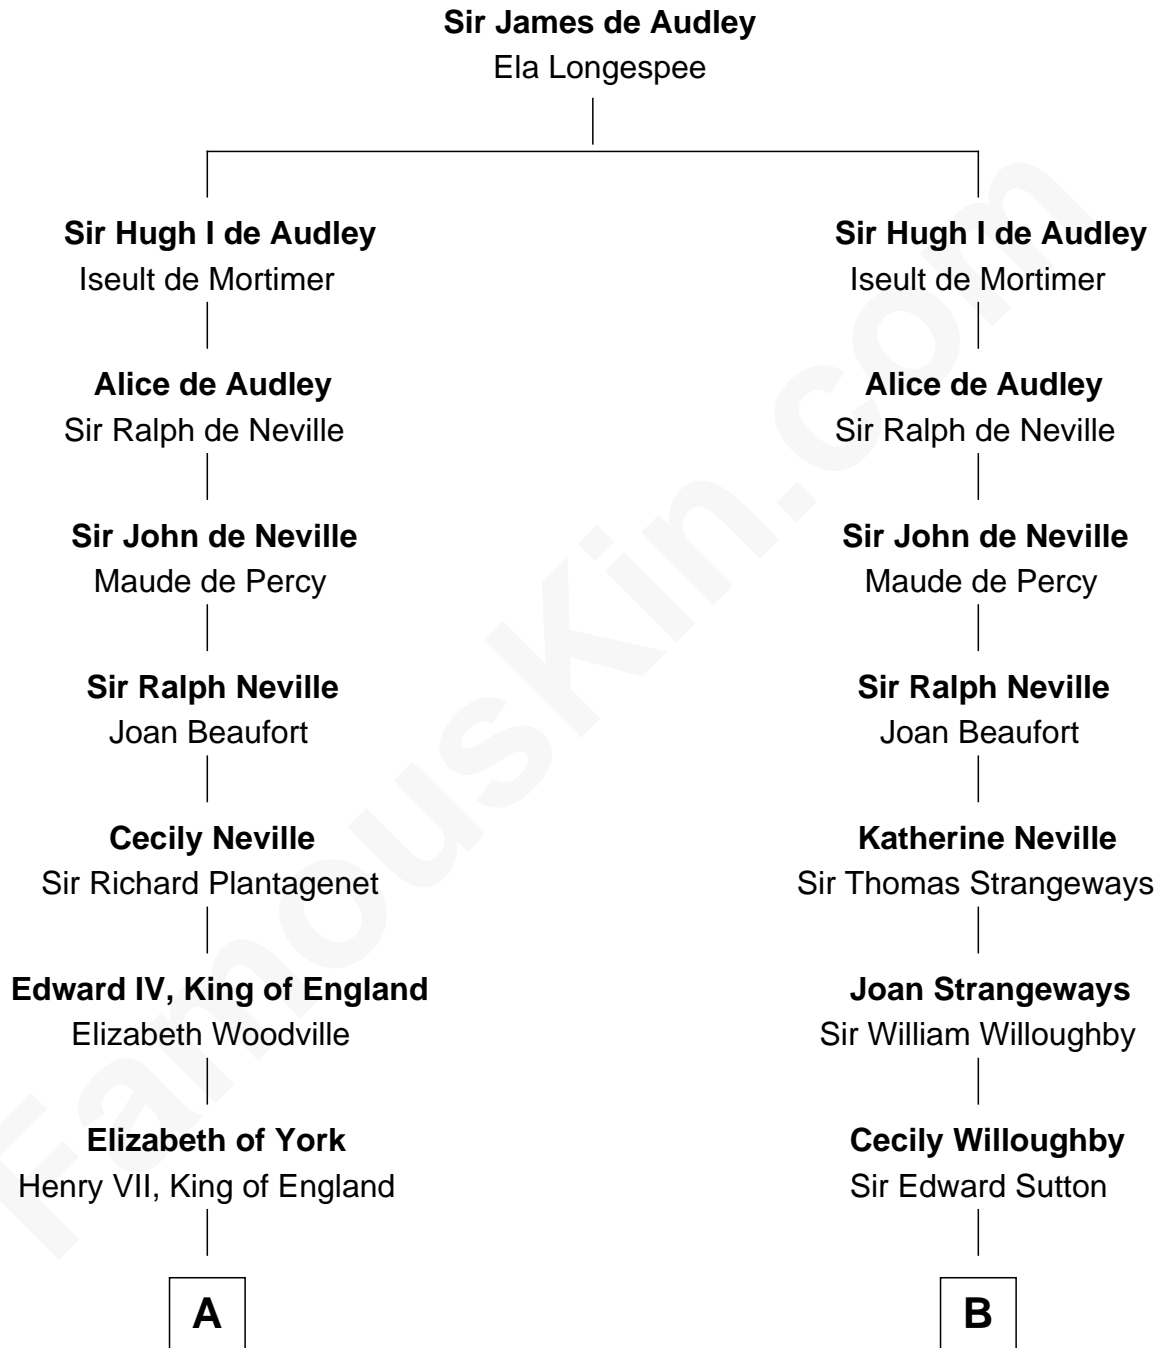 Sir James de Audley
Ela Longespee
Sir Hugh I de Audley
Iseult de Mortimer
Sir Hugh I de Audley
Iseult de Mortimer
Alice de Audley
Sir Ralph de Neville
Alice de Audley
Sir Ralph de Neville
Sir John de Neville
Maude de Percy
Sir John de Neville
Maude de Percy
Sir Ralph Neville
Joan Beaufort
Sir Ralph Neville
Joan Beaufort
Cecily Neville
Sir Richard Plantagenet
Katherine Neville
Sir Thomas Strangeways
Edward IV, King of England
Elizabeth Woodville
Joan Strangeways
Sir William Willoughby
Elizabeth of York
Henry VII, King of England
Cecily Willoughby
Sir Edward Sutton
A
B
FamousKin.com